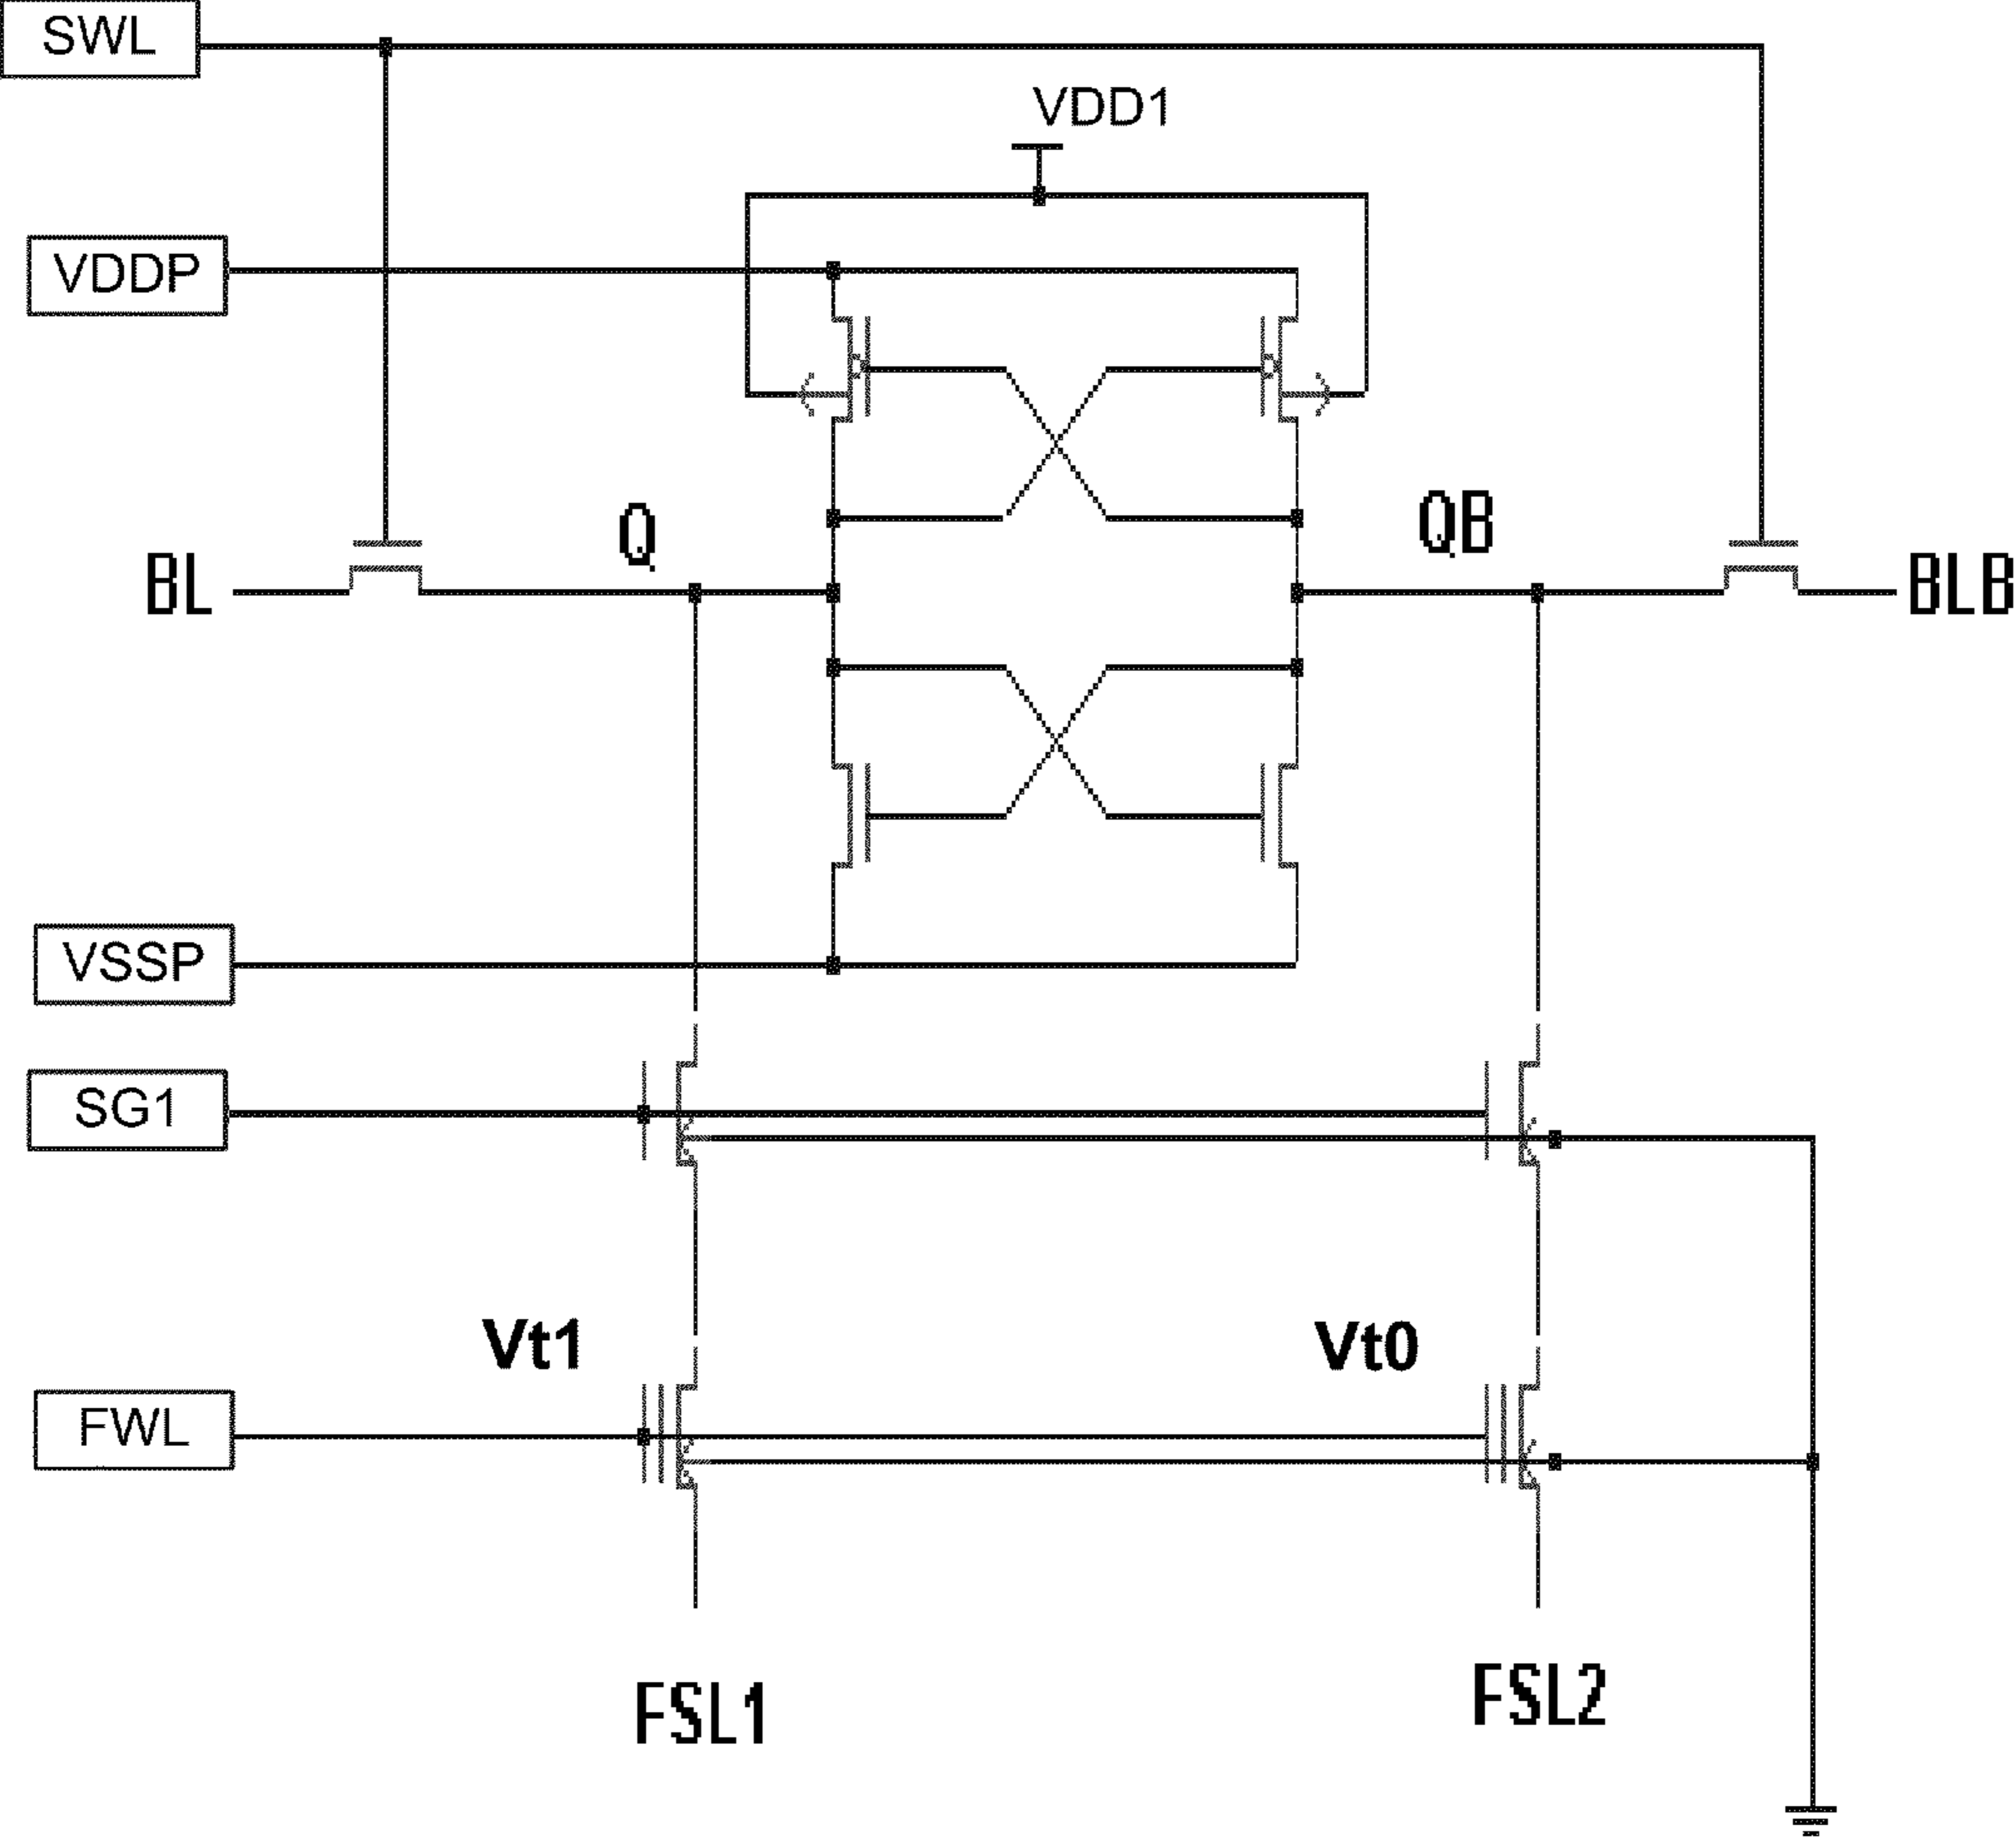 SWL
VDD1
VDDP
Q
QB
BL
BLB
VSSP
SG1
Vt1
Vt0
FWL
FSL1
FSL2